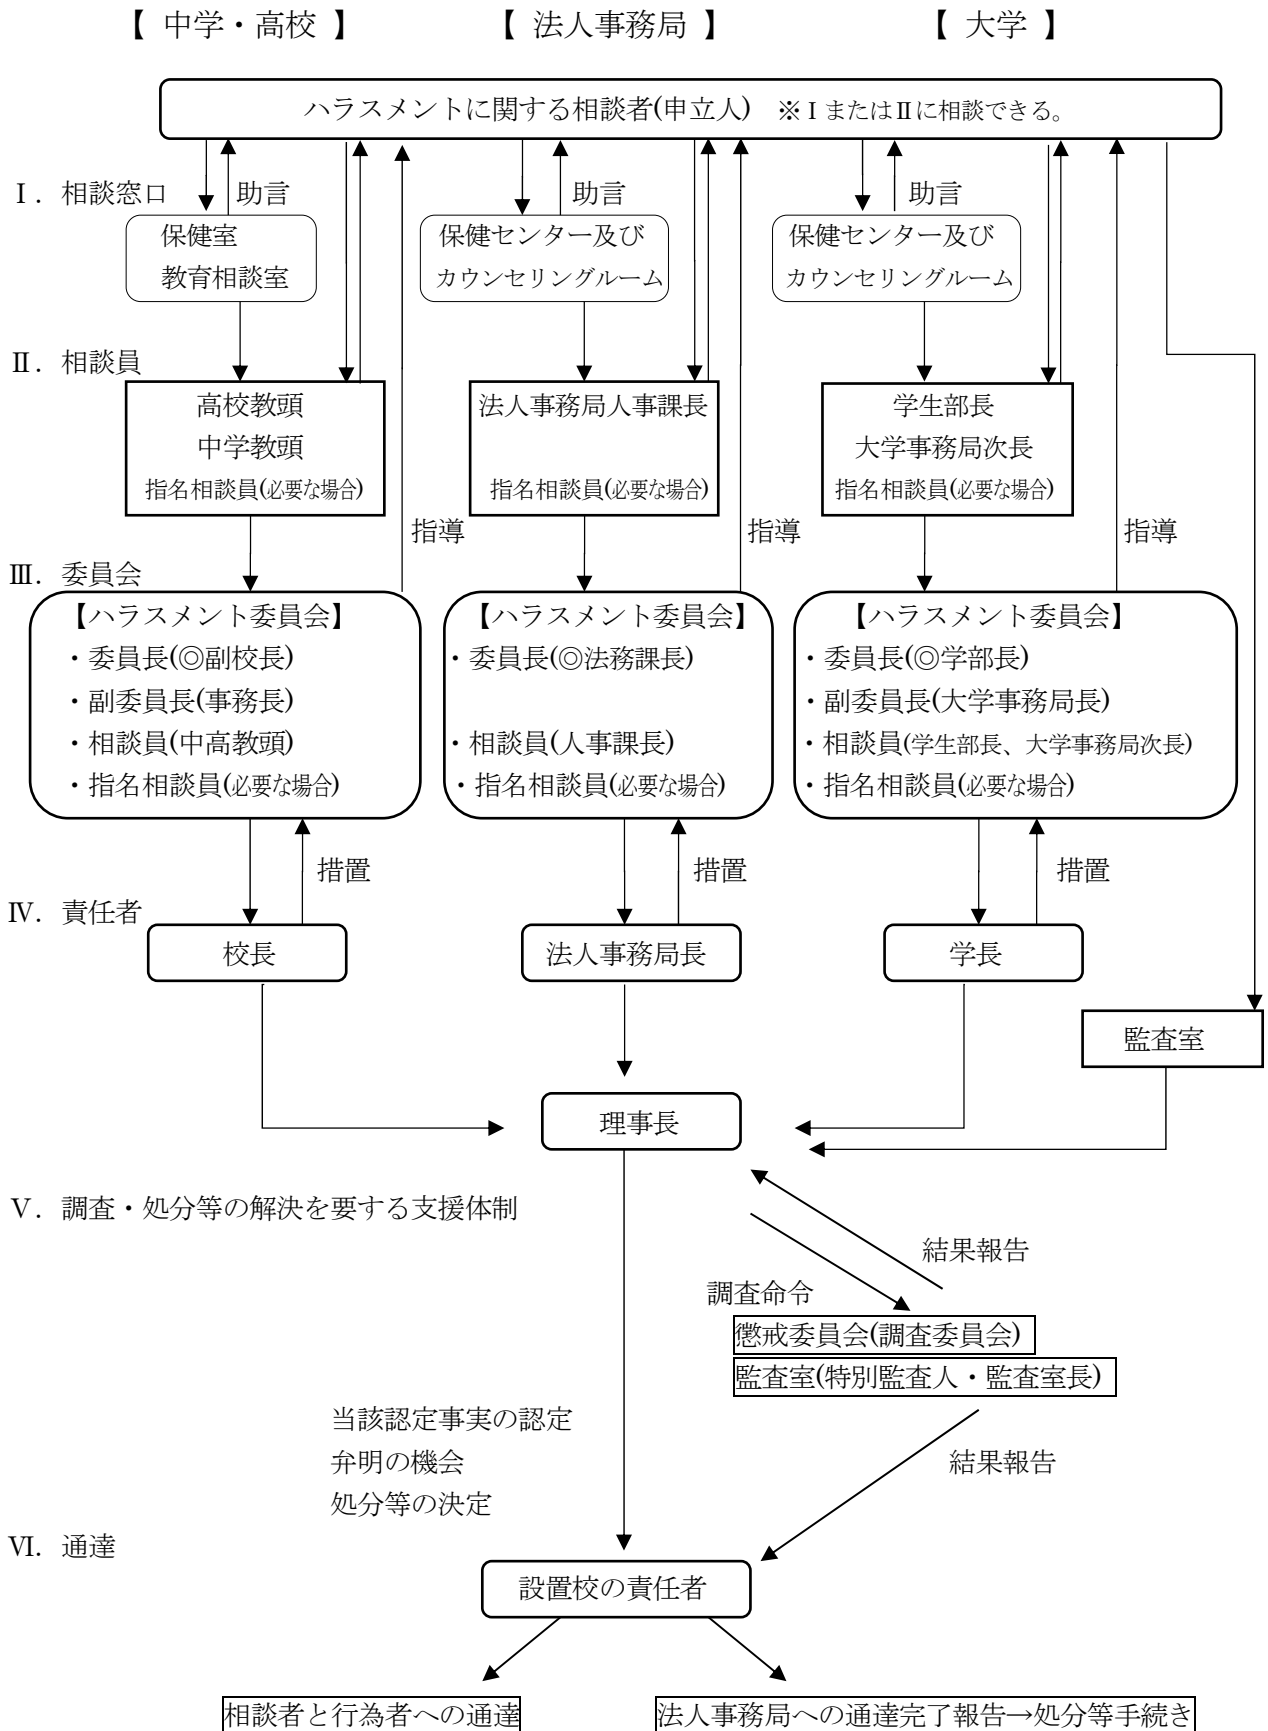 【 中学・高校 】 【 法人事務局 】 【 大学 】
ハラスメントに関する相談者(申立人) ※ⅠまたはⅡに相談できる。
Ⅰ. 相談窓口 助言 助言 助言
保健室 保健センター及び 保健センター及び
教育相談室 カウンセリングルーム カウンセリングルーム
Ⅱ. 相談員
高校教頭 法人事務局人事課長 学生部長
中学教頭 大学事務局次長
指名相談員(必要な場合) 指名相談員(必要な場合) 指名相談員(必要な場合)
指導 指導 指導
Ⅲ. 委員会
【ハラスメント委員会】 【ハラスメント委員会】 【ハラスメント委員会】
・委員長(◎副校長) ・委員長(◎法務課長) ・委員長(◎学部長)
・副委員長(事務長) ・副委員長(大学事務局長)
・相談員(中高教頭) ・相談員(人事課長) ・相談員(学生部長、大学事務局次長)
・指名相談員(必要な場合) ・指名相談員(必要な場合) ・指名相談員(必要な場合)
措置 措置 措置
Ⅳ. 責任者
校長 法人事務局長 学長
監査室
理事長
Ⅴ. 調査・処分等の解決を要する支援体制
結果報告
調査命令
懲戒委員会(調査委員会)
監査室(特別監査人・監査室長)
当該認定事実の認定
弁明の機会 結果報告
処分等の決定
Ⅵ. 通達
設置校の責任者
相談者と行為者への通達 法人事務局への通達完了報告→処分等手続き